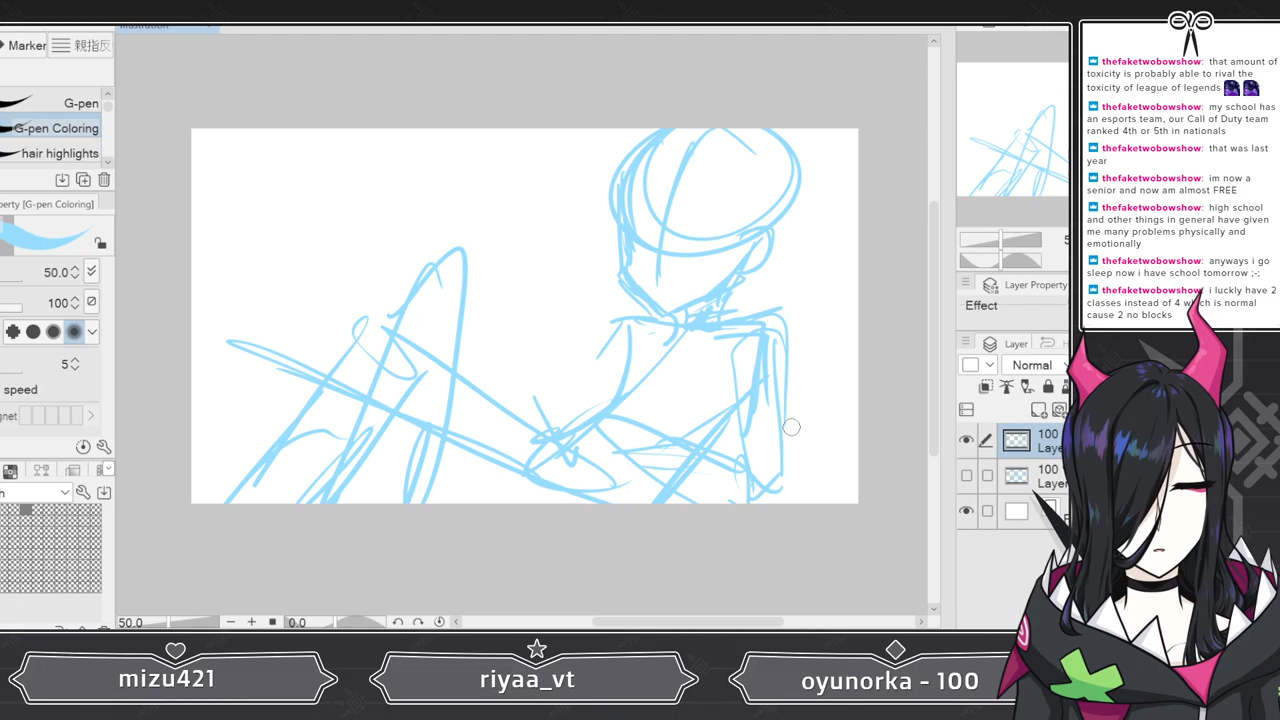 Illustration
Marker
親指反
G-pen
G-pen Coloring
hair highlights
perty [G-pen Coloring]
50.0
100
5
speed
gnet
50.0
0.0
Layer Property
Effect
Layer
Normal
100
Laye
100
Laye
thefaketwobowshow: that amount of
toxicity is probably able to rival the
toxicity of league of legends
thefaketwobowshow: my school has
an esports team, our Call of Duty team
ranked 4th or 5th in nationals
thefaketwobowshow: that was last
year
thefaketwobowshow: im now a
senior and now am almost FREE
thefaketwobowshow: high school
and other things in general have given
me many problems physically and
emotionally
thefaketwobowshow: anyways i go
sleep now i have school tomorrow ;-;
thefaketwobowshow: i luckly have 2
classes instead of 4 which is normal
cause 2 no blocks
mizu421
riyaa_vt
oyunorka - 100